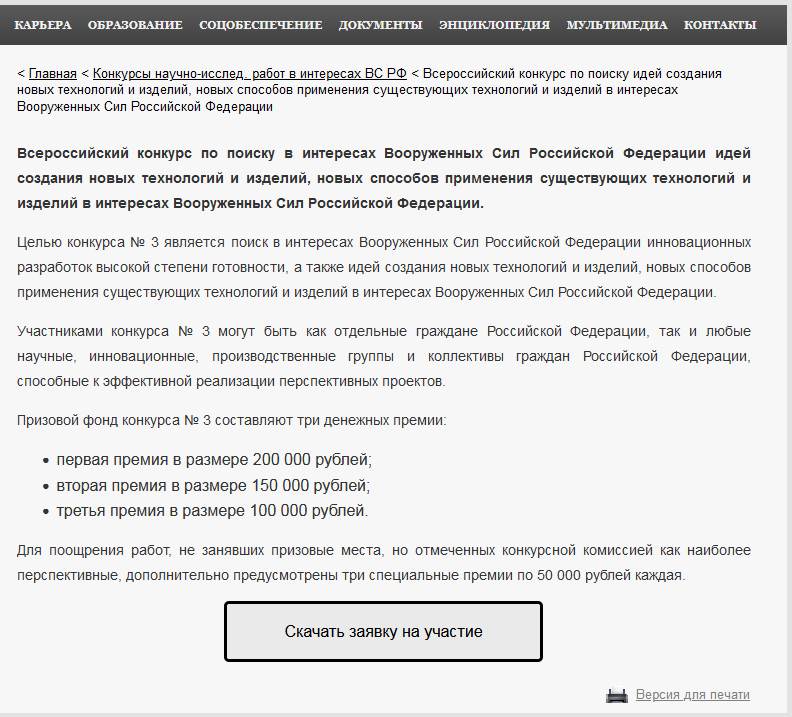 КАРЬЕРА ОБРАЗОВАНИЕ СОЦОБЕСПЕЧЕНИЕ ДОКУМЕНТЫ ЭНЦИКЛОПЕДИЯ МУЛЬТИМЕДИА КОНТАКТЫ
< Главная < Конкурсы научно-исслед. работ в интересах ВС РФ < Всероссийский конкурс по поиску идей создания
новых технологий и изделий, новых способов применения существующих технологий и изделий в интересах
Вооруженных Сил Российской Федерации
Всероссийский конкурс по поиску в интересах Вооруженных Сил Российской Федерации идей
создания новых технологий и изделий, новых способов применения существующих технологий и
изделий в интересах Вооруженных Сил Российской Федерации.
Целью конкурса № 3 является поиск в интересах Вооруженных Сил Российской Федерации инновационных
разработок высокой степени готовности, а также идей создания новых технологий и изделий, новых способов
применения существующих технологий и изделий в интересах Вооруженных Сил Российской Федерации.
Участниками конкурса № 3 могут быть как отдельные граждане Российской Федерации, так и любые
научные, инновационные, производственные группы и коллективы граждан Российской Федерации,
способные к эффективной реализации перспективных проектов.
Призовой фонд конкурса № 3 составляют три денежных премии:
• первая премия в размере 200 000 рублей;
• вторая премия в размере 150 000 рублей;
• третья премия в размере 100 000 рублей.
Для поощрения работ, не занявших призовые места, но отмеченных конкурсной комиссией как наиболее
перспективные, дополнительно предусмотрены три специальные премии по 50 000 рублей каждая.
Скачать заявку на участие
Версия для печати